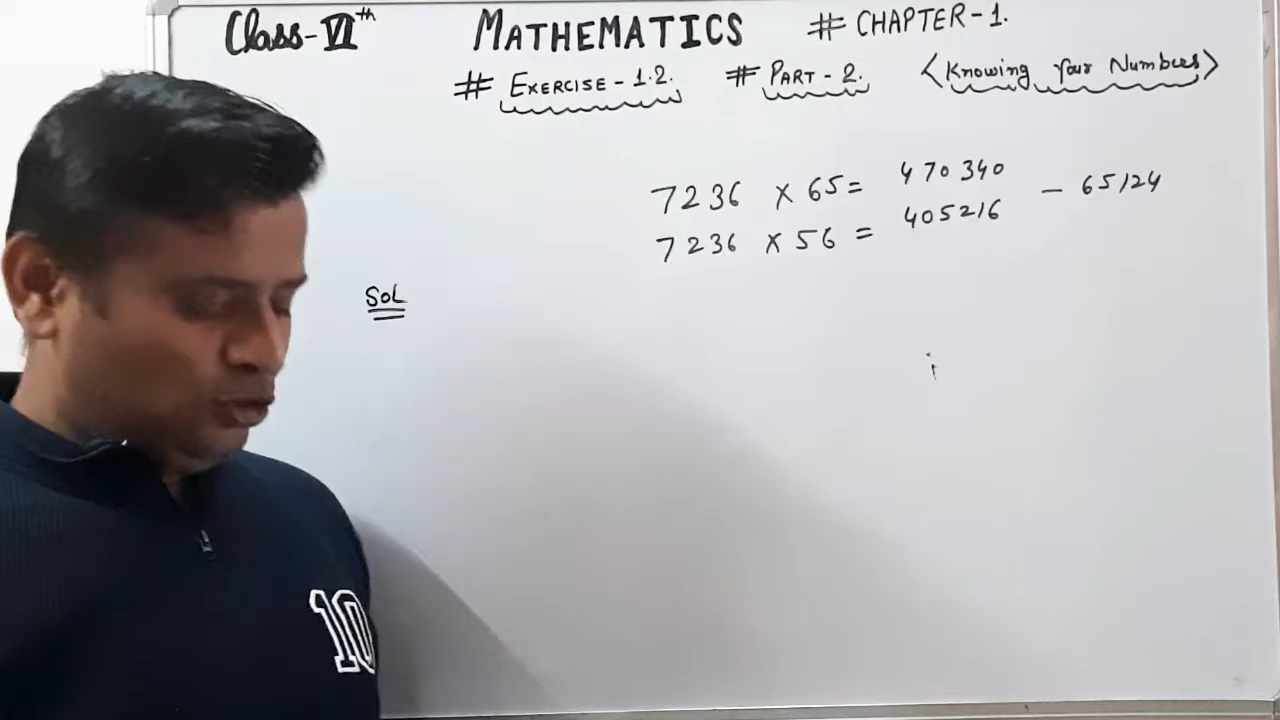 Class-VIth MATHEMATICS # CHAPTER-1.
# EXERCISE-1.2. # PART-2. <Knowing Your Numbers>
7236 × 65 = 470340 - 65124
7236 × 56 = 405216
SOL
10